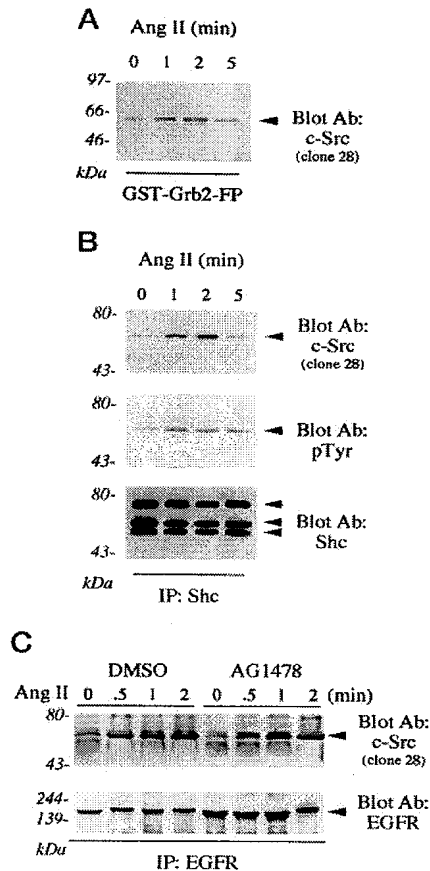 A
Ang II (min)
0 1 2 5
97-
66-
46-
kDa
Blot Ab:
c-Src
(clone 28)
GST-Grb2-FP
B
Ang II (min)
0 1 2 5
80-
43-
Blot Ab:
c-Src
(clone 28)
80-
43-
Blot Ab:
pTyr
80-
43-
kDa
Blot Ab:
Shc
IP: Shc
C
DMSO AG1478
Ang II 0 .5 1 2 0 .5 1 2 (min)
80-
43-
Blot Ab:
c-Src
(clone 28)
244-
139-
kDa
Blot Ab:
EGFR
IP: EGFR